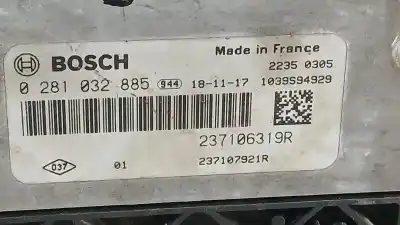 BOSCH
Made in France
2235 0305
0 281 032 885 944 18-11-17 1039S94929
237106319R
037 01 237107921R